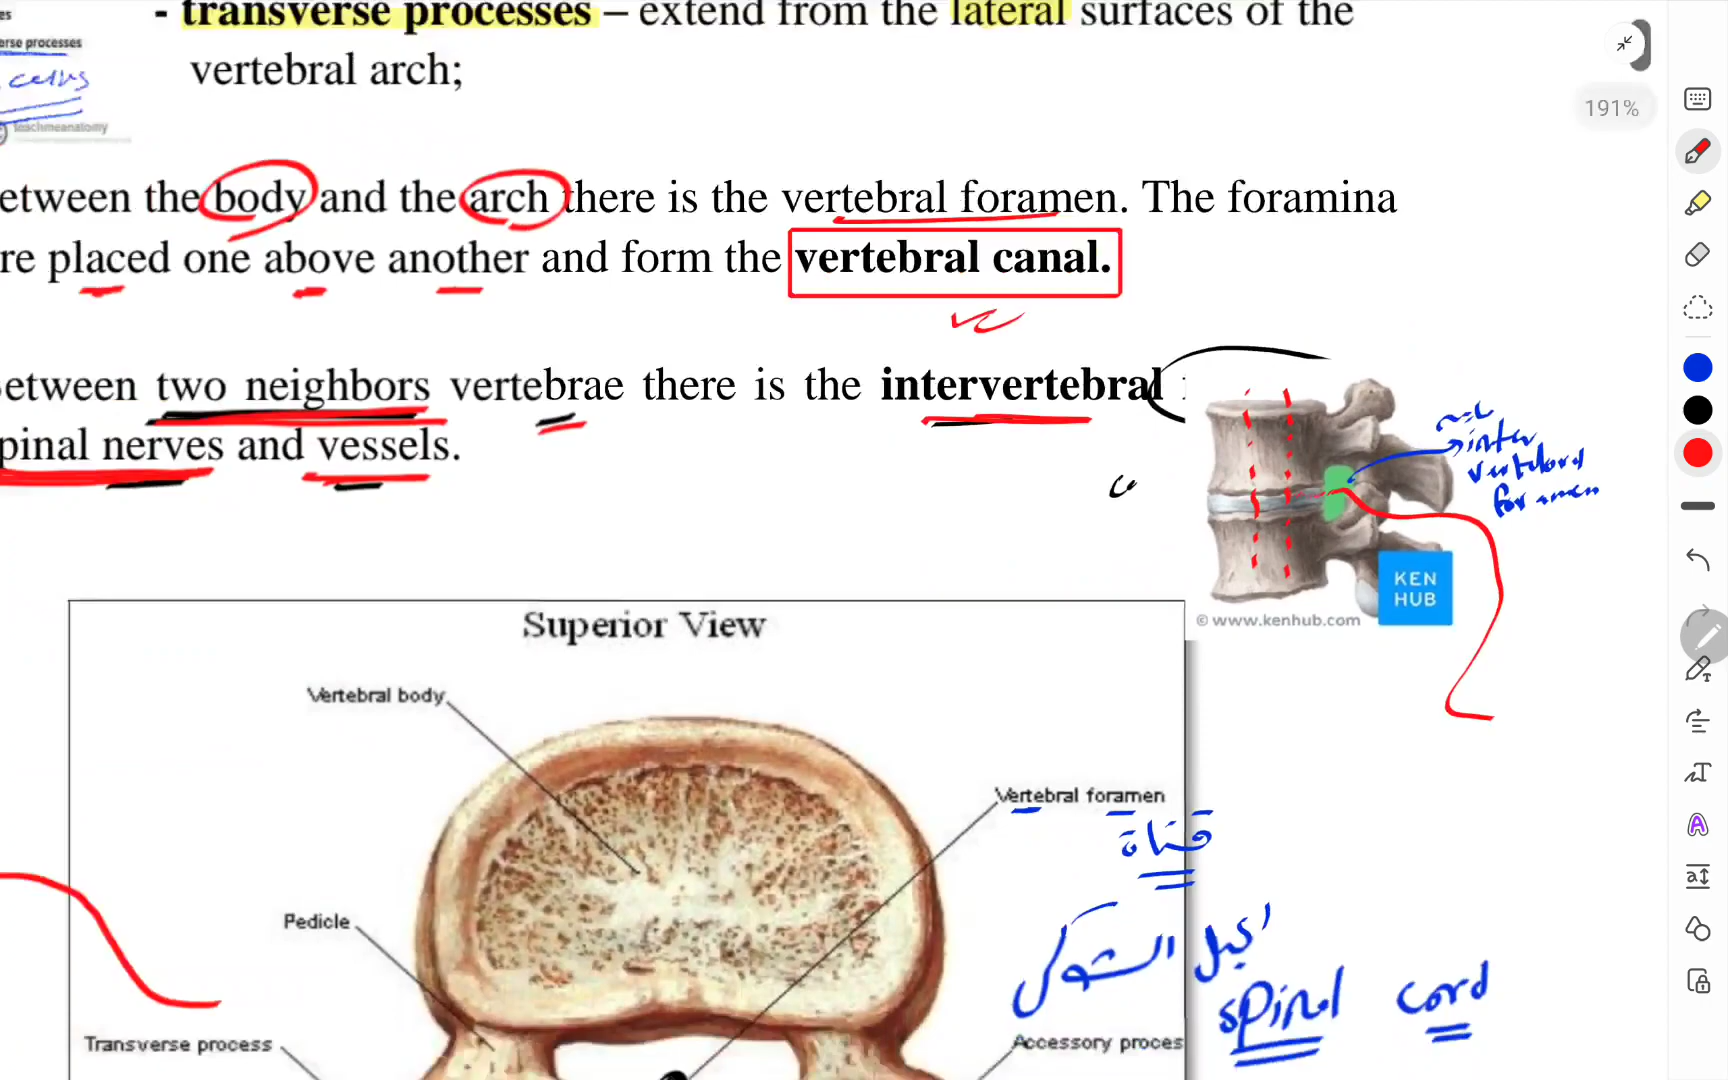 - transverse processes – extend from the lateral surfaces of the
erse processes
vertebral arch;
teachmeanatomy
191%
etween the body and the arch there is the vertebral foramen. The foramina
re placed one above another and form the vertebral canal.
etween two neighbors vertebrae there is the intervertebral
pinal nerves and vessels.
inter
vertebral
foramen
KEN
HUB
© www.kenhub.com
Superior View
Vertebral body
Vertebral foramen
قناة
Pedicle
الحبل الشوكي
spinal cord
Transverse process
Accessory proces